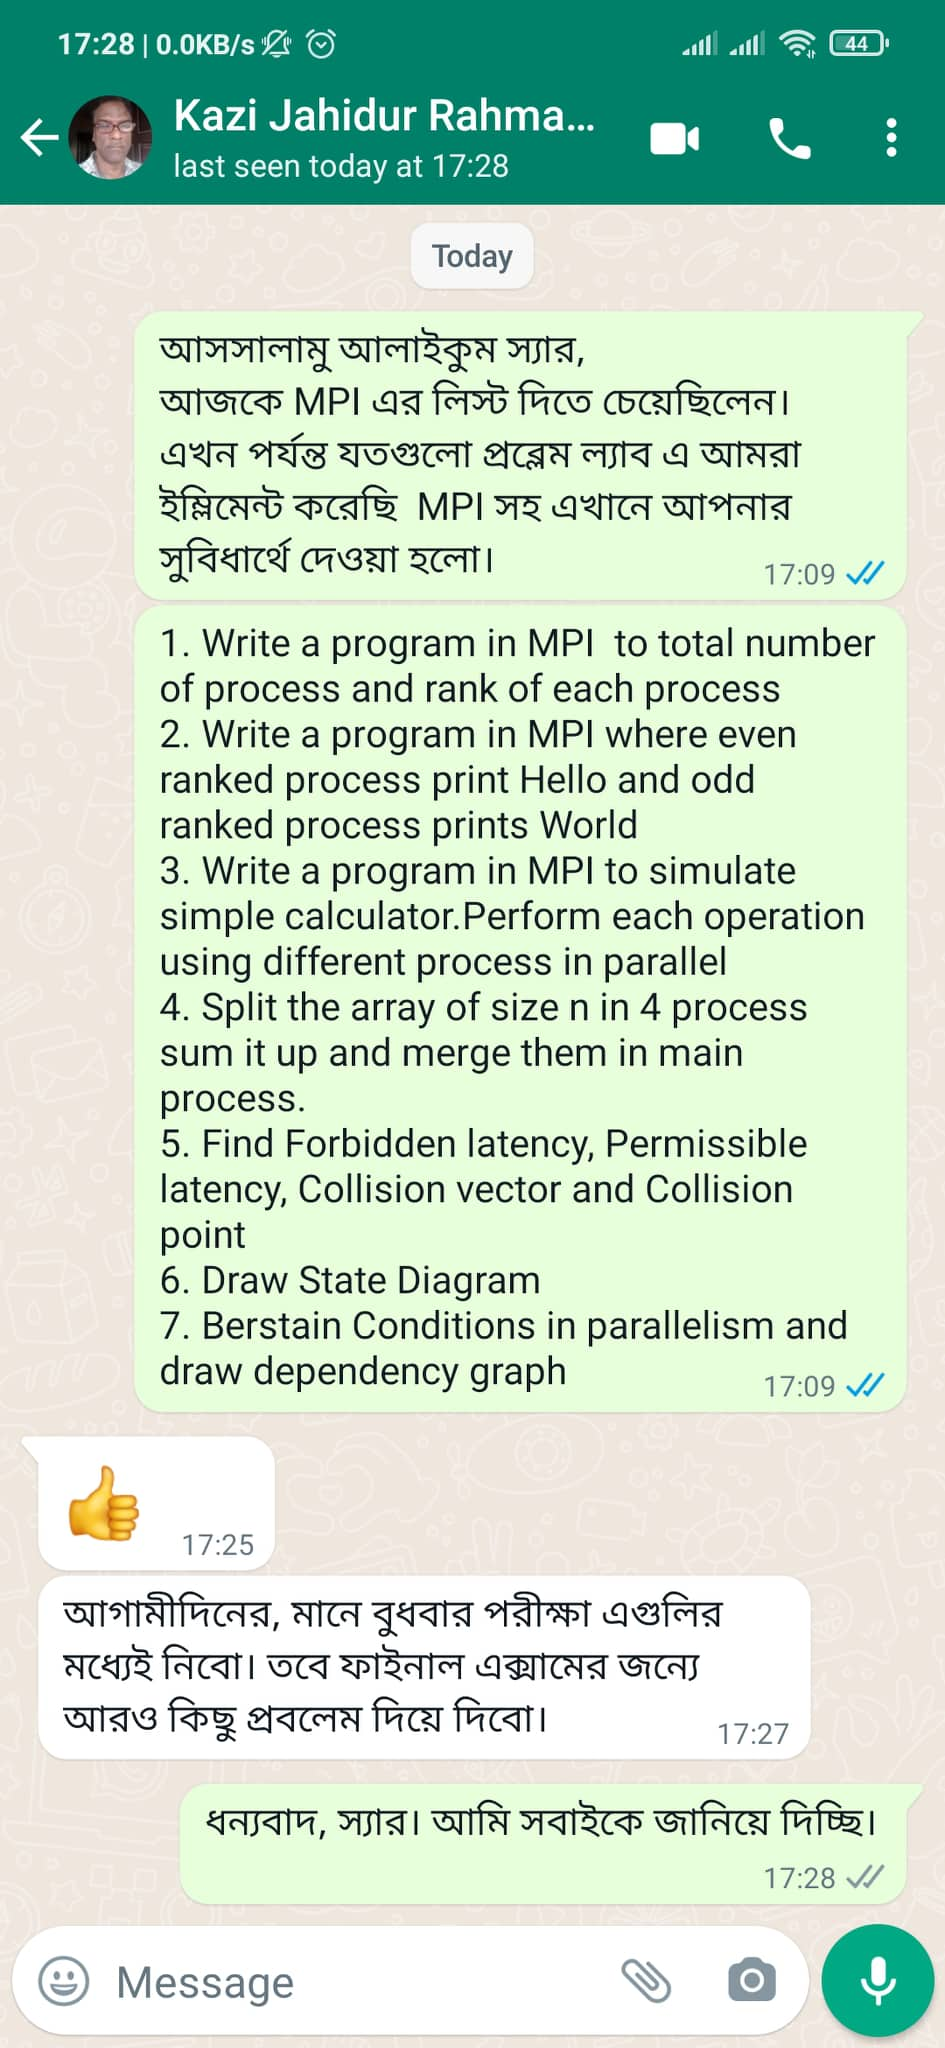 17:28 | 0.0KB/s
44
Kazi Jahidur Rahma...
last seen today at 17:28
Today
আসসালামু আলাইকুম স্যার,
আজকে MPI এর লিস্ট দিতে চেয়েছিলেন।
এখন পর্যন্ত যতগুলো প্রব্লেম ল্যাব এ আমরা
ইম্লিমেন্ট করেছি MPI সহ এখানে আপনার
সুবিধার্থে দেওয়া হলো।
17:09
1. Write a program in MPI to total number
of process and rank of each process
2. Write a program in MPI where even
ranked process print Hello and odd
ranked process prints World
3. Write a program in MPI to simulate
simple calculator.Perform each operation
using different process in parallel
4. Split the array of size n in 4 process
sum it up and merge them in main
process.
5. Find Forbidden latency, Permissible
latency, Collision vector and Collision
point
6. Draw State Diagram
7. Berstain Conditions in parallelism and
draw dependency graph
17:09
👍
17:25
আগামীদিনের, মানে বুধবার পরীক্ষা এগুলির
মধ্যেই নিবো। তবে ফাইনাল এক্সামের জন্যে
আরও কিছু প্রবলেম দিয়ে দিবো।
17:27
ধন্যবাদ, স্যার। আমি সবাইকে জানিয়ে দিচ্ছি।
17:28
Message